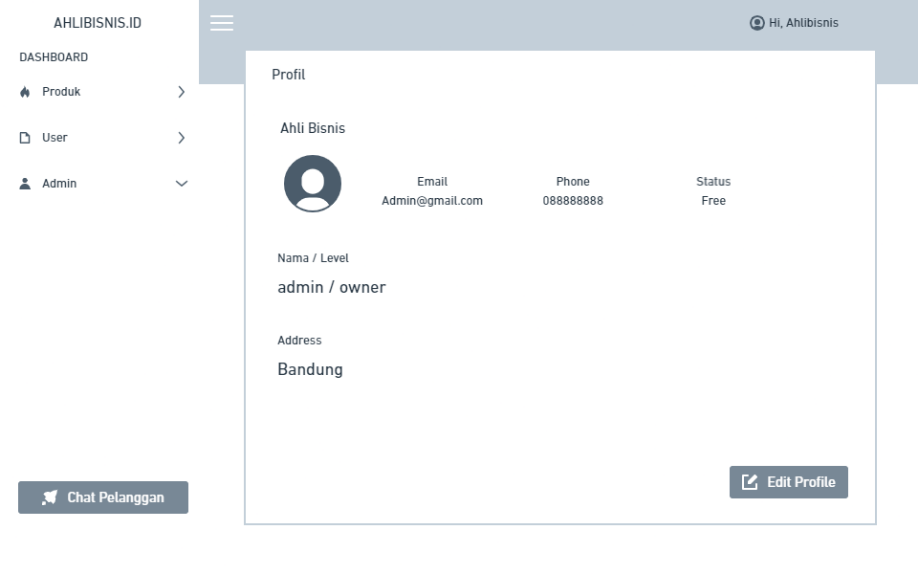 AHLIBISNIS.ID
Hi, Ahlibisnis
DASHBOARD
Produk
User
Admin
Chat Pelanggan
Profil
Ahli Bisnis
Email
Phone
Status
Admin@gmail.com
088888888
Free
Nama / Level
admin / owner
Address
Bandung
Edit Profile